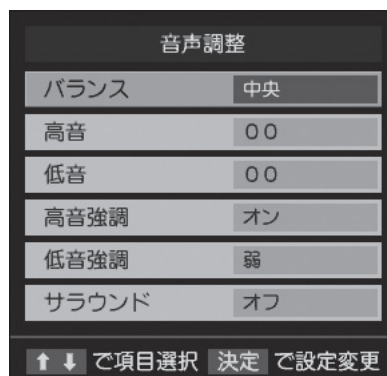 音声調整
バランス 中央
高音 00
低音 00
高音強調 オン
低音強調 弱
サラウンド オフ
↑ ↓ で項目選択 決定 で設定変更